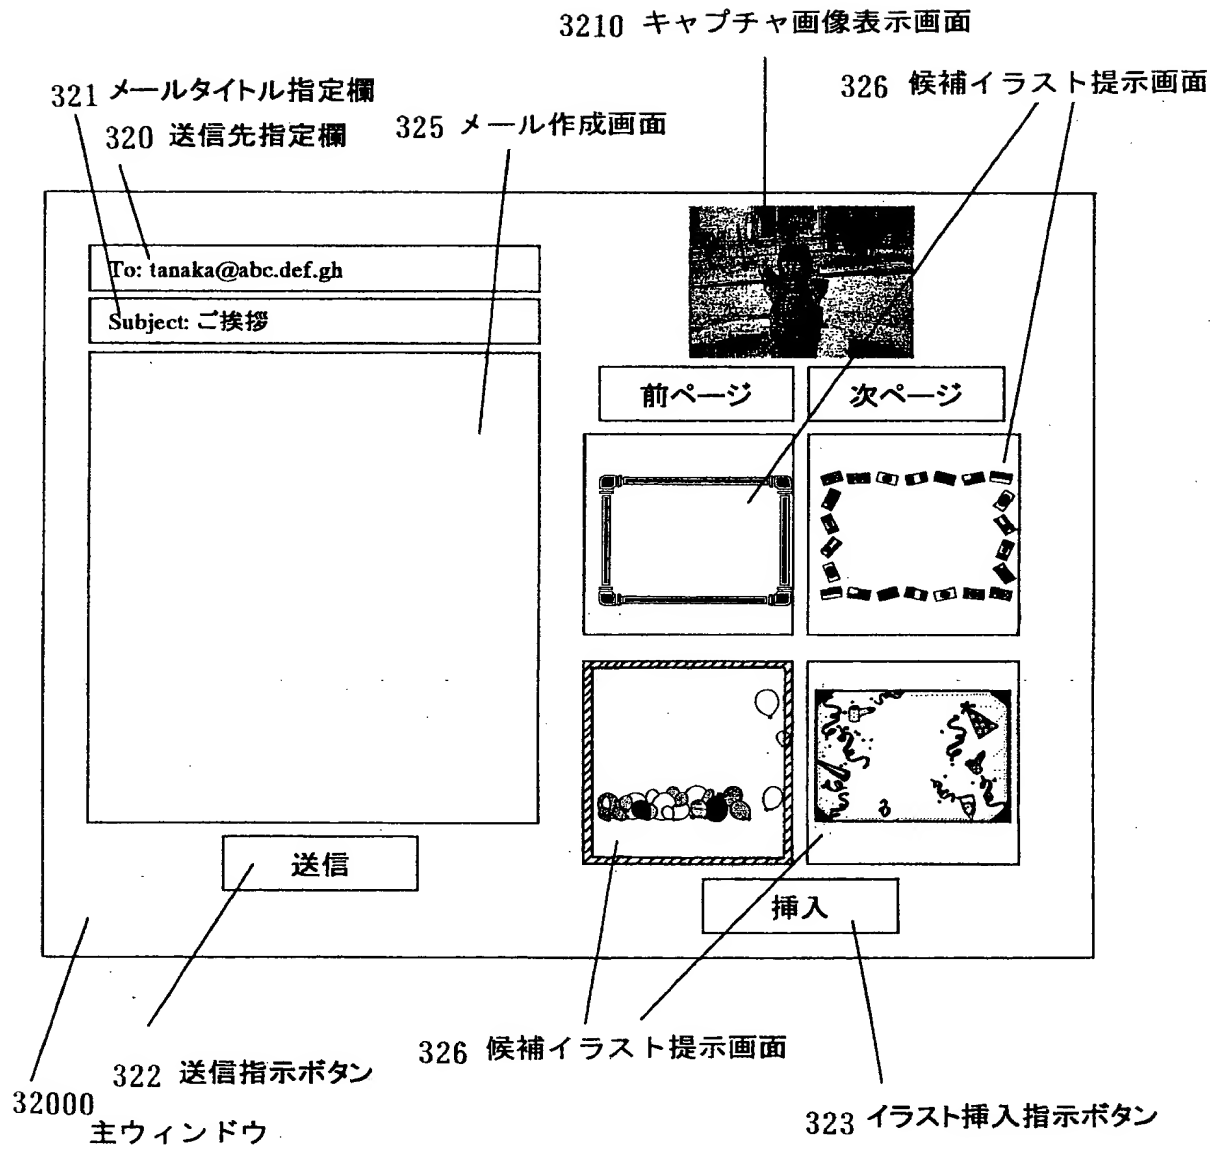 3210 キャプチャ画像表示画面
326 候補イラスト提示画面
321 メールタイトル指定欄
320 送信先指定欄
325 メール作成画面
To: tanaka@abc.def.gh
Subject: ご挨拶
前ページ
次ページ
送信
挿入
326 候補イラスト提示画面
322 送信指示ボタン
32000
主ウィンドウ
323 イラスト挿入指示ボタン